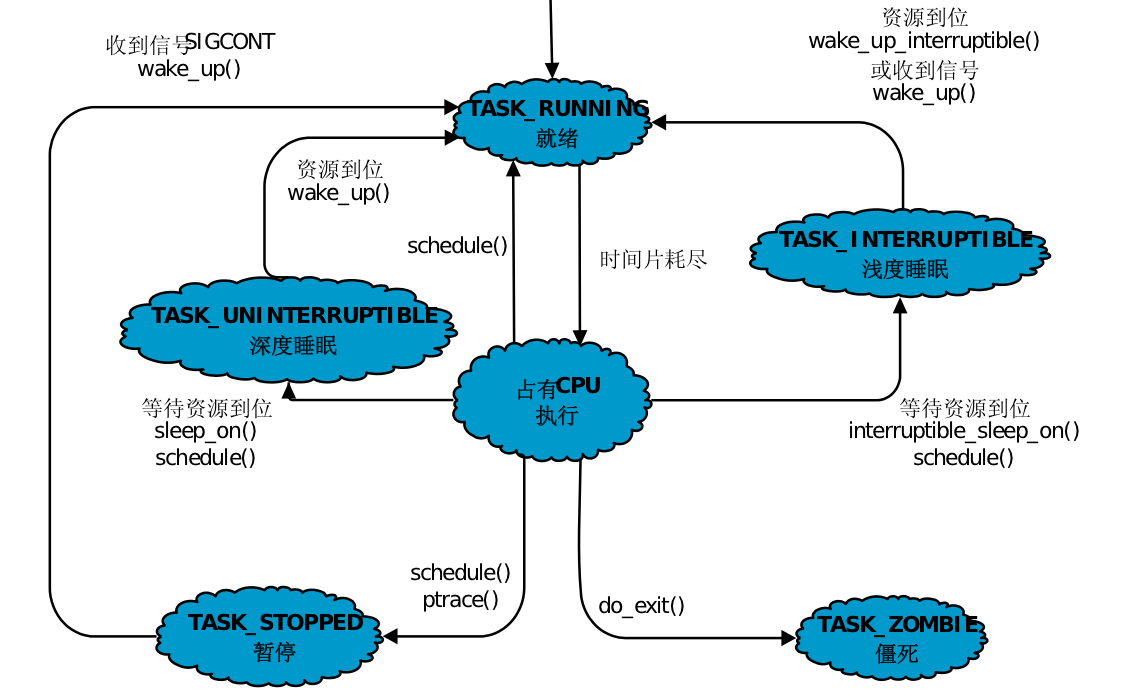 收到信号SIGCONT
wake_up()
资源到位
wake_up_interruptible()
或收到信号
wake_up()
TASK_RUNNING
就绪
资源到位
wake_up()
schedule()
时间片耗尽
TASK_INTERRUPTIBLE
浅度睡眠
TASK_UNINTERRUPTIBLE
深度睡眠
占有CPU
执行
等待资源到位
sleep_on()
schedule()
等待资源到位
interruptible_sleep_on()
schedule()
schedule()
ptrace()
do_exit()
TASK_STOPPED
暂停
TASK_ZOMBIE
僵死